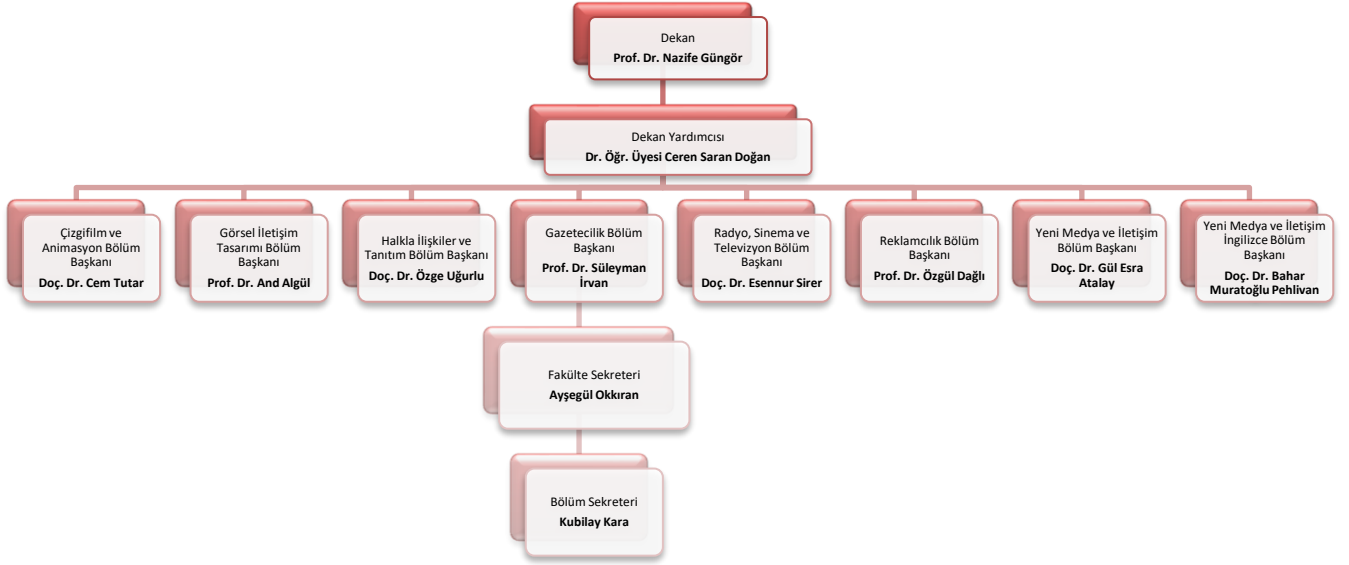 Dekan
Prof. Dr. Nazife Güngör
Dekan Yardımcısı
Dr. Öğr. Üyesi Ceren Saran Doğan
Çizgifilm ve
Animasyon Bölüm
Başkanı
Doç. Dr. Cem Tutar
Görsel İletişim
Tasarımı Bölüm
Başkanı
Prof. Dr. And Algül
Halkla İlişkiler ve
Tanıtım Bölüm Başkanı
Doç. Dr. Özge Uğurlu
Gazetecilik Bölüm
Başkanı
Prof. Dr. Süleyman
İrvan
Radyo, Sinema ve
Televizyon Bölüm
Başkanı
Doç. Dr. Esennur Sirer
Reklamcılık Bölüm
Başkanı
Prof. Dr. Özgül Dağlı
Yeni Medya ve İletişim
Bölüm Başkanı
Doç. Dr. Gül Esra
Atalay
Yeni Medya ve İletişim
İngilizce Bölüm
Başkanı
Doç. Dr. Bahar
Muratoğlu Pehlivan
Fakülte Sekreteri
Ayşegül Okkıran
Bölüm Sekreteri
Kubilay Kara